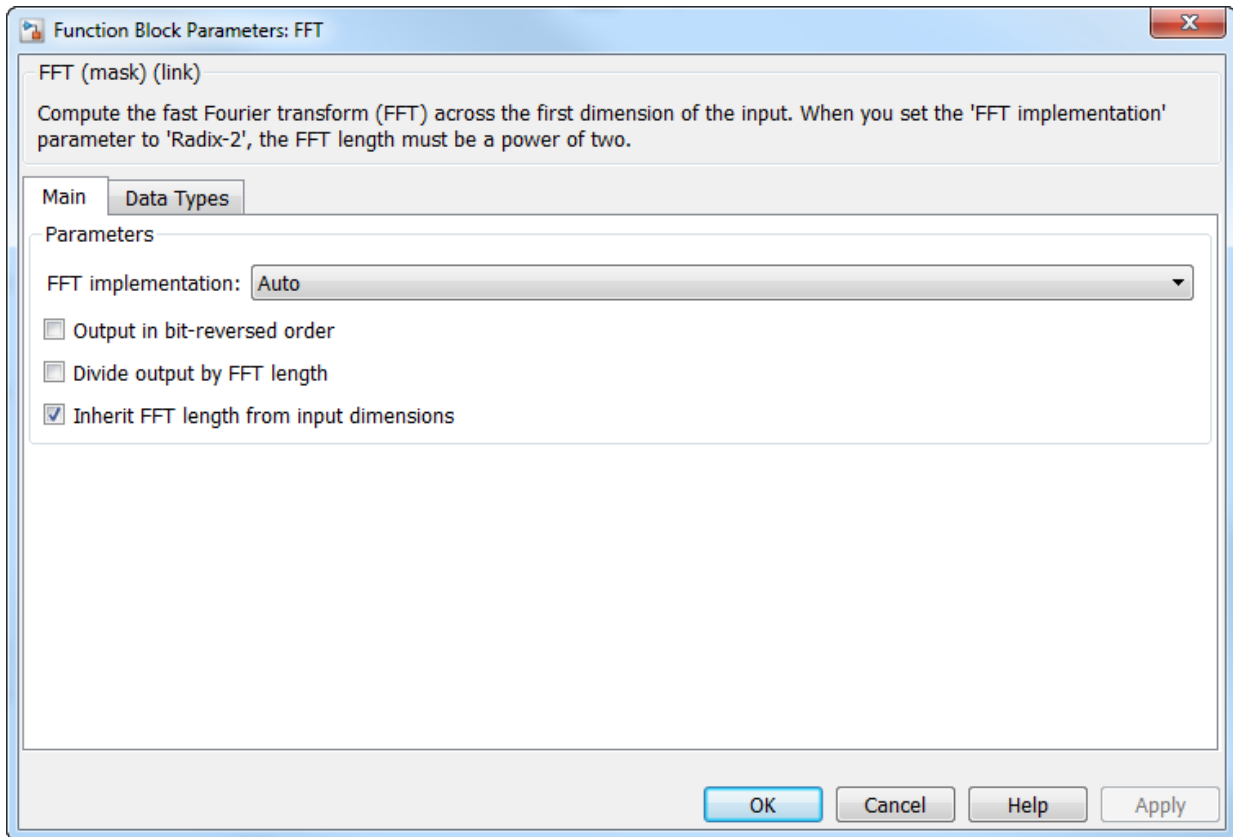 Function Block Parameters: FFT
FFT (mask) (link)
Compute the fast Fourier transform (FFT) across the first dimension of the input. When you set the 'FFT implementation'
parameter to 'Radix-2', the FFT length must be a power of two.
Main Data Types
Parameters
FFT implementation: Auto
Output in bit-reversed order
Divide output by FFT length
Inherit FFT length from input dimensions
OK Cancel Help Apply